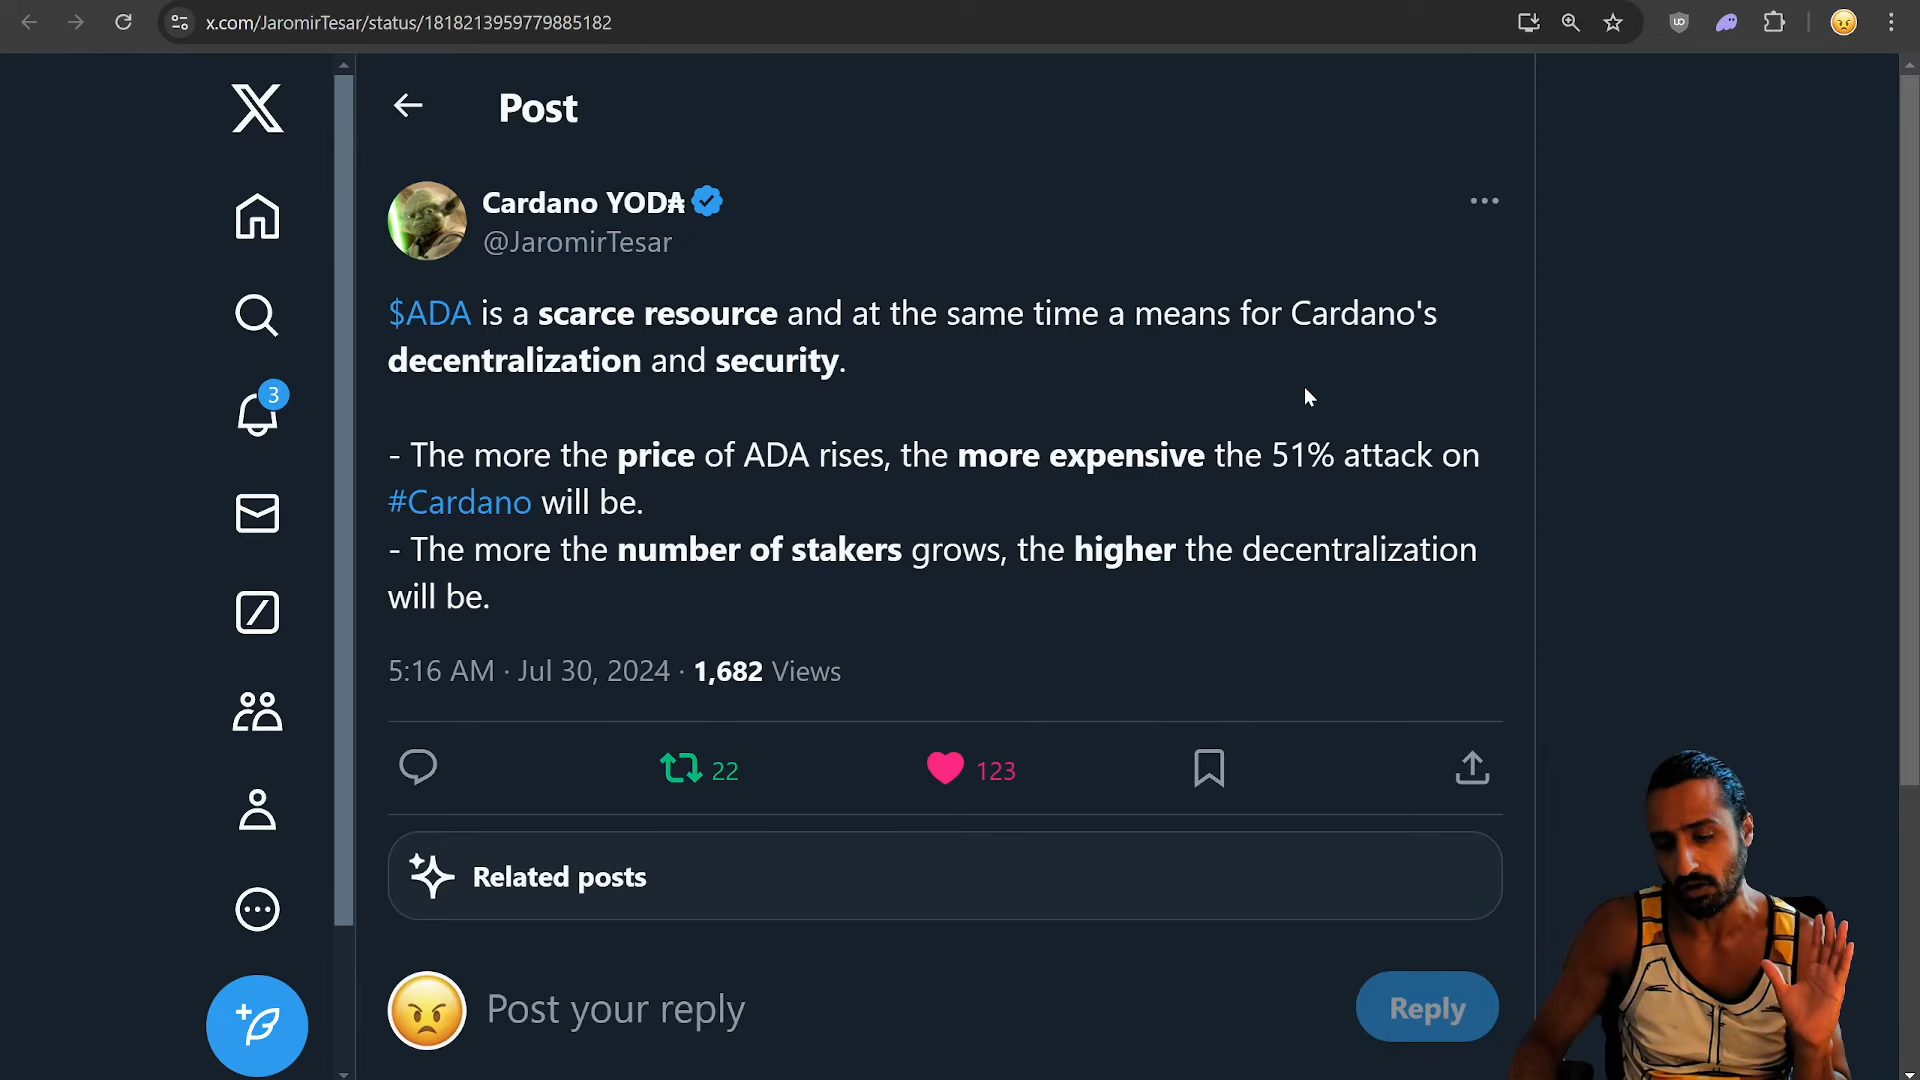 x.com/JaromirTesar/status/1818213959779885182
Post
Cardano YOD₳
@JaromirTesar
$ADA is a scarce resource and at the same time a means for Cardano's
decentralization and security.
- The more the price of ADA rises, the more expensive the 51% attack on
#Cardano will be.
- The more the number of stakers grows, the higher the decentralization
will be.
5:16 AM · Jul 30, 2024 · 1,682 Views
3
22
123
Related posts
Post your reply
Reply